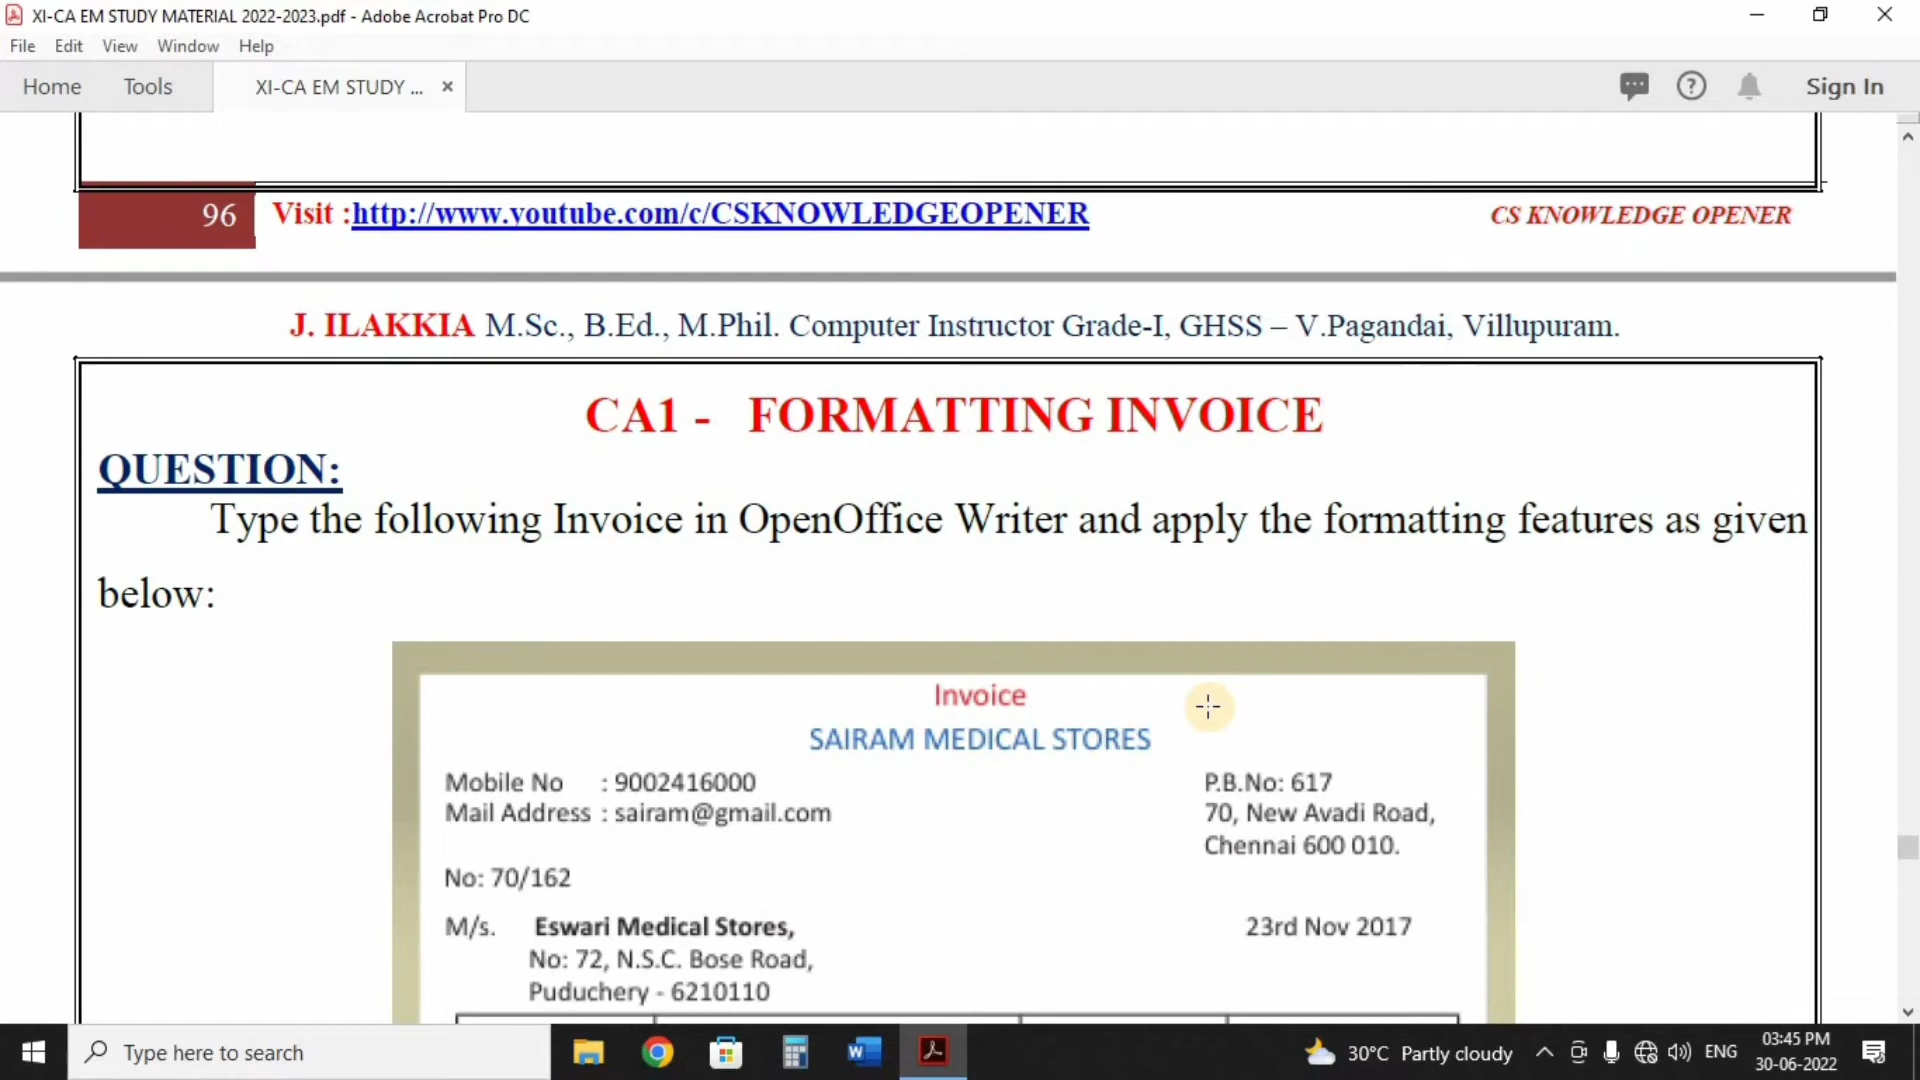 XI-CA EM STUDY MATERIAL 2022-2023.pdf - Adobe Acrobat Pro DC
File Edit View Window Help
Home Tools XI-CA EM STUDY ... × Sign In
96 Visit :http://www.youtube.com/c/CSKNOWLEDGEOPENER CS KNOWLEDGE OPENER
J. ILAKKIA M.Sc., B.Ed., M.Phil. Computer Instructor Grade-I, GHSS – V.Pagandai, Villupuram.
CA1 - FORMATTING INVOICE
QUESTION:
Type the following Invoice in OpenOffice Writer and apply the formatting features as given
below:
Invoice
SAIRAM MEDICAL STORES
Mobile No : 9002416000 P.B.No: 617
Mail Address : sairam@gmail.com 70, New Avadi Road,
Chennai 600 010.
No: 70/162
M/s. Eswari Medical Stores, 23rd Nov 2017
No: 72, N.S.C. Bose Road,
Puduchery - 6210110
Type here to search 30°C Partly cloudy ENG 03:45 PM
30-06-2022